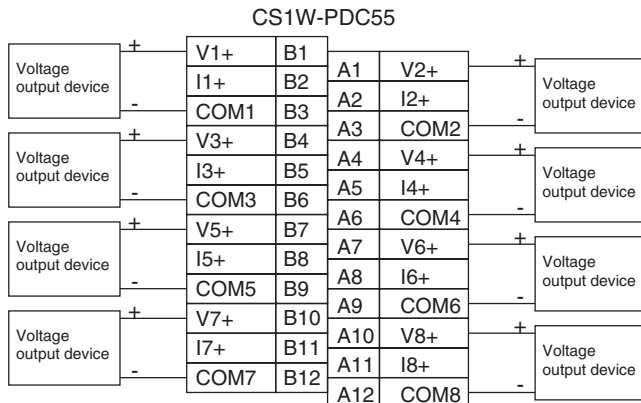 CS1W-PDC55
+ V1+ B1
Voltage output device
I1+ B2
- COM1 B3
+ V3+ B4
Voltage output device
I3+ B5
- COM3 B6
+ V5+ B7
Voltage output device
I5+ B8
- COM5 B9
+ V7+ B10
Voltage output device
I7+ B11
- COM7 B12
A1 V2+ +
Voltage output device
A2 I2+
A3 COM2 -
A4 V4+ +
Voltage output device
A5 I4+
A6 COM4 -
A7 V6+ +
Voltage output device
A8 I6+
A9 COM6 -
A10 V8+ +
Voltage output device
A11 I8+
A12 COM8 -